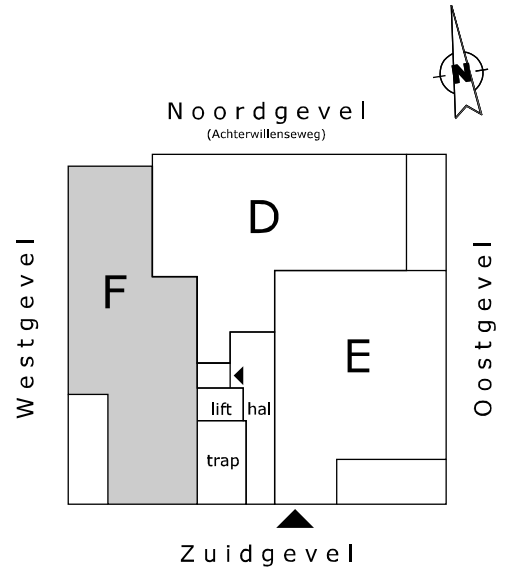 N
Noordgevel
(Achterwillenseweg)
Westgevel
Oostgevel
D
F
E
lift
hal
trap
Zuidgevel